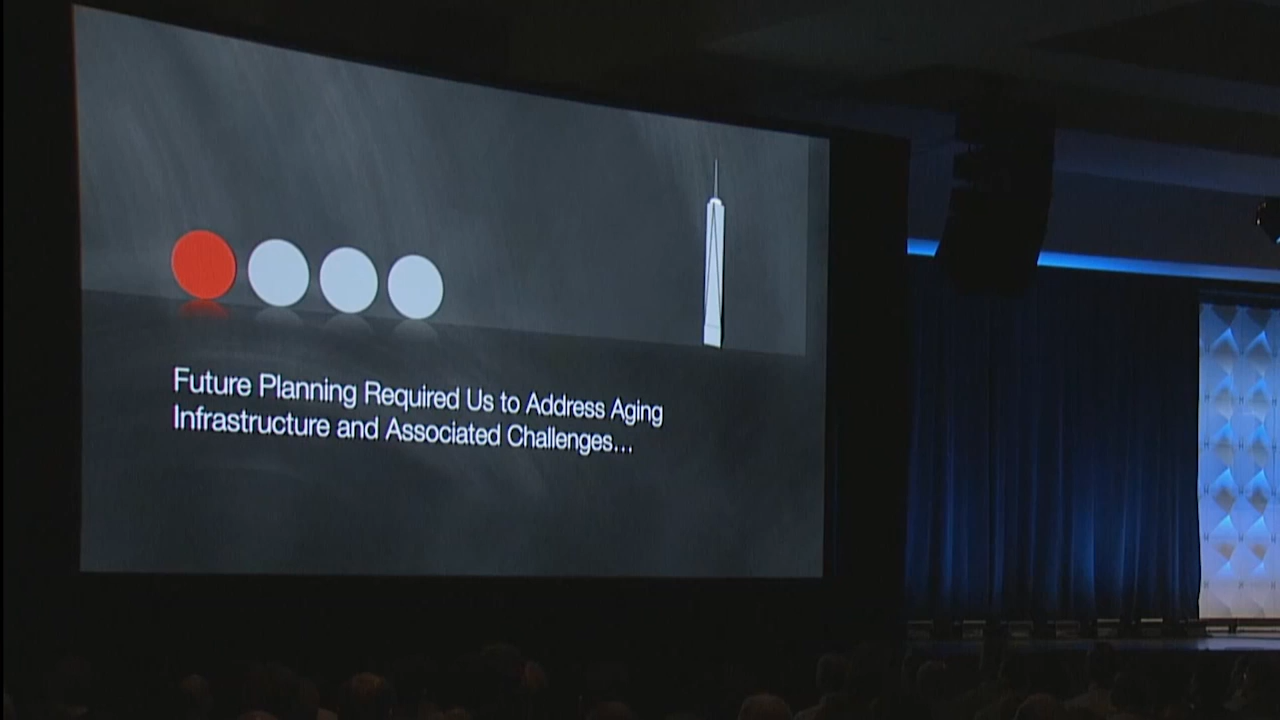 Future Planning Required Us to Address Aging
Infrastructure and Associated Challenges...